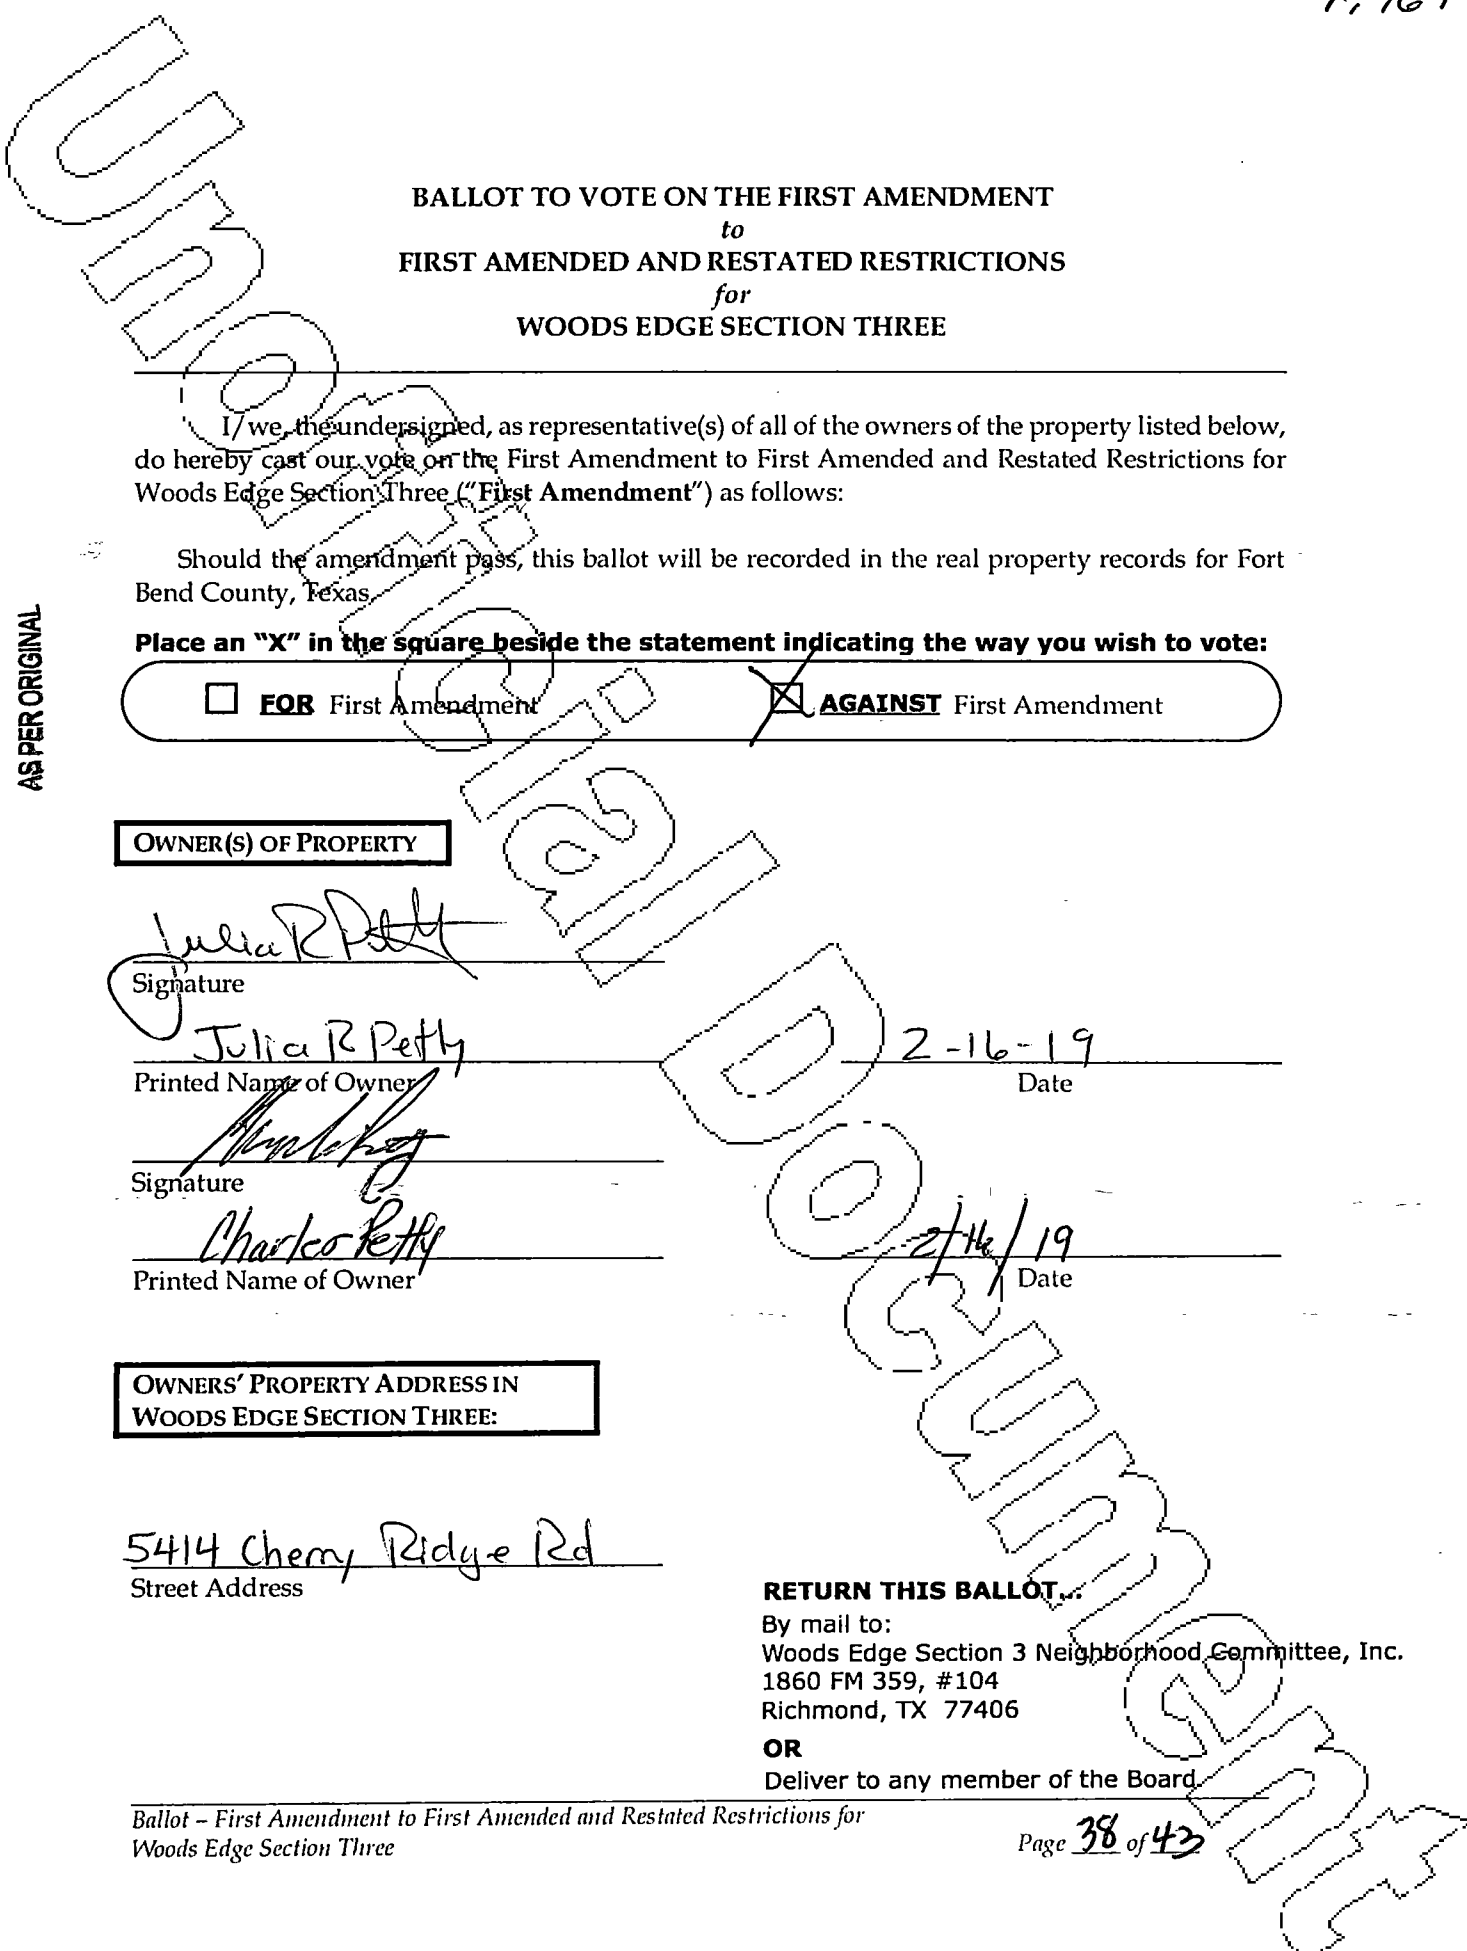 BALLOT TO VOTE ON THE FIRST AMENDMENT
to
FIRST AMENDED AND RESTATED RESTRICTIONS
for
WOODS EDGE SECTION THREE
I/we, the undersigned, as representative(s) of all of the owners of the property listed below,
do hereby cast our vote on the First Amendment to First Amended and Restated Restrictions for
Woods Edge Section Three ("First Amendment") as follows:
Should the amendment pass, this ballot will be recorded in the real property records for Fort
Bend County, Texas.
AS PER ORIGINAL
Place an "X" in the square beside the statement indicating the way you wish to vote:
FOR First Amendment
X AGAINST First Amendment
OWNER(S) OF PROPERTY
Julia R Petty
Signature
Julia R Petty
2-16-19
Printed Name of Owner
Date
Signature
Charles Petty
2/16/19
Printed Name of Owner
Date
OWNERS' PROPERTY ADDRESS IN
WOODS EDGE SECTION THREE:
5414 Cherry Ridge Rd
Street Address
RETURN THIS BALLOT...
By mail to:
Woods Edge Section 3 Neighborhood Committee, Inc.
1860 FM 359, #104
Richmond, TX 77406
OR
Deliver to any member of the Board.
Ballot – First Amendment to First Amended and Restated Restrictions for
Woods Edge Section Three
Page 38 of 43
Unofficial Document